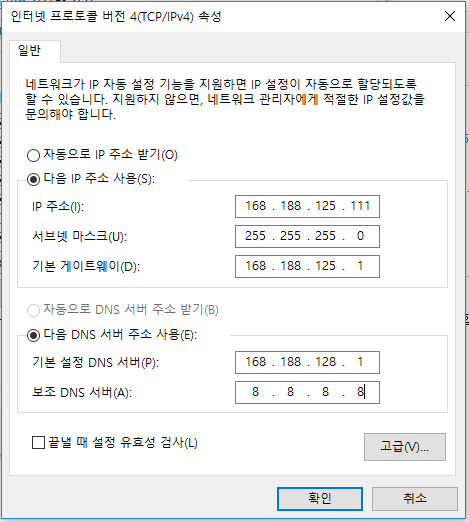 인터넷 프로토콜 버전 4(TCP/IPv4) 속성
일반
네트워크가 IP 자동 설정 기능을 지원하면 IP 설정이 자동으로 할당되도록
할 수 있습니다. 지원하지 않으면, 네트워크 관리자에게 적절한 IP 설정값을
문의해야 합니다.
자동으로 IP 주소 받기(O)
다음 IP 주소 사용(S):
IP 주소(I): 168 . 188 . 125 . 111
서브넷 마스크(U): 255 . 255 . 255 . 0
기본 게이트웨이(D): 168 . 188 . 125 . 1
자동으로 DNS 서버 주소 받기(B)
다음 DNS 서버 주소 사용(E):
기본 설정 DNS 서버(P): 168 . 188 . 128 . 1
보조 DNS 서버(A): 8 . 8 . 8 . 8
끝낼 때 설정 유효성 검사(L)
고급(V)...
확인 취소